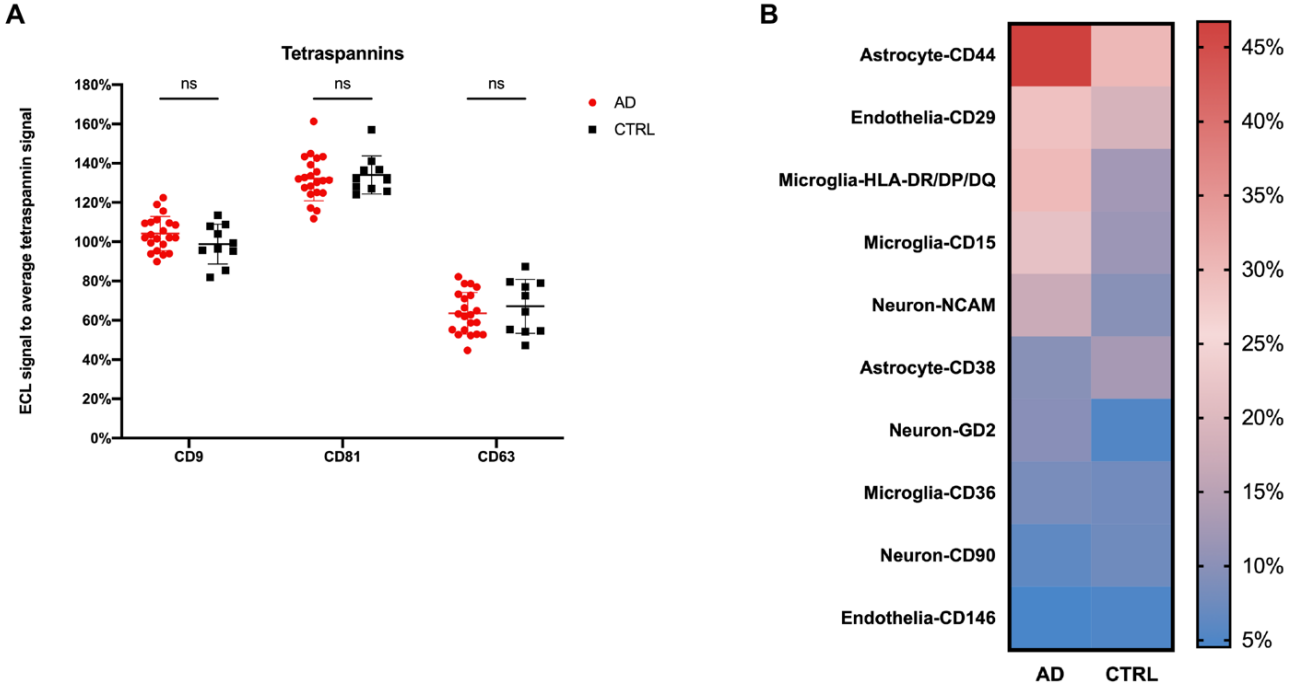 A
Tetraspannins
ns
ns
ns
ECL signal to average tetraspannin signal
180%
160%
140%
120%
100%
80%
60%
40%
20%
0%
CD9
CD81
CD63
AD
CTRL
B
Astrocyte-CD44
Endothelia-CD29
Microglia-HLA-DR/DP/DQ
Microglia-CD15
Neuron-NCAM
Astrocyte-CD38
Neuron-GD2
Microglia-CD36
Neuron-CD90
Endothelia-CD146
AD
CTRL
45%
40%
35%
30%
25%
20%
15%
10%
5%